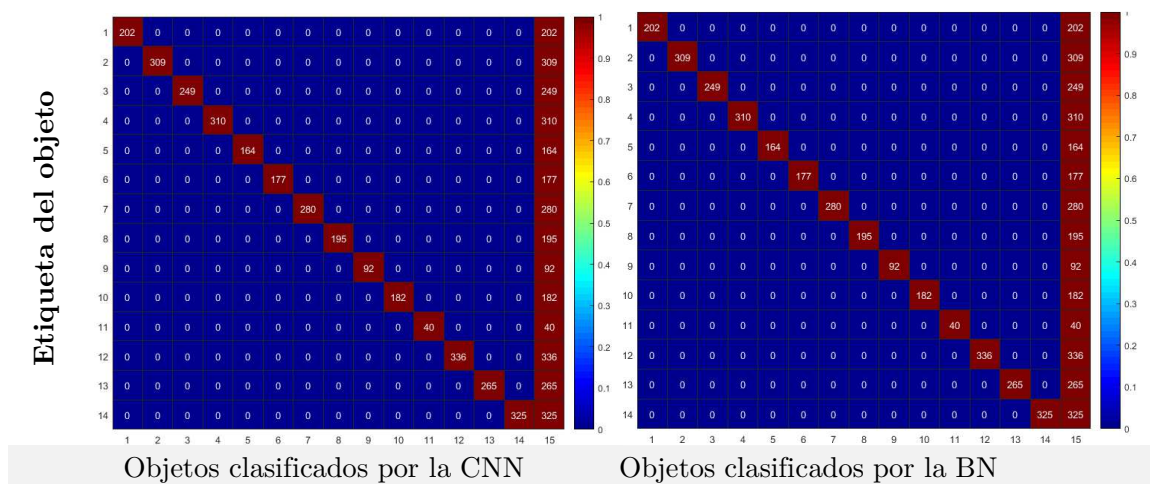 Etiqueta del objeto
1 202 0 0 0 0 0 0 0 0 0 0 0 0 0 202
2 0 309 0 0 0 0 0 0 0 0 0 0 0 0 309
3 0 0 249 0 0 0 0 0 0 0 0 0 0 0 249
4 0 0 0 310 0 0 0 0 0 0 0 0 0 0 310
5 0 0 0 0 164 0 0 0 0 0 0 0 0 0 164
6 0 0 0 0 0 177 0 0 0 0 0 0 0 0 177
7 0 0 0 0 0 0 280 0 0 0 0 0 0 0 280
8 0 0 0 0 0 0 0 195 0 0 0 0 0 0 195
9 0 0 0 0 0 0 0 0 92 0 0 0 0 0 92
10 0 0 0 0 0 0 0 0 0 182 0 0 0 0 182
11 0 0 0 0 0 0 0 0 0 0 40 0 0 0 40
12 0 0 0 0 0 0 0 0 0 0 0 336 0 0 336
13 0 0 0 0 0 0 0 0 0 0 0 0 265 0 265
14 0 0 0 0 0 0 0 0 0 0 0 0 0 325 325
1 2 3 4 5 6 7 8 9 10 11 12 13 14 15
1
0.9
0.8
0.7
0.6
0.5
0.4
0.3
0.2
0.1
0
Objetos clasificados por la CNN
1 202 0 0 0 0 0 0 0 0 0 0 0 0 0 202
2 0 309 0 0 0 0 0 0 0 0 0 0 0 0 309
3 0 0 249 0 0 0 0 0 0 0 0 0 0 0 249
4 0 0 0 310 0 0 0 0 0 0 0 0 0 0 310
5 0 0 0 0 164 0 0 0 0 0 0 0 0 0 164
6 0 0 0 0 0 177 0 0 0 0 0 0 0 0 177
7 0 0 0 0 0 0 280 0 0 0 0 0 0 0 280
8 0 0 0 0 0 0 0 195 0 0 0 0 0 0 195
9 0 0 0 0 0 0 0 0 92 0 0 0 0 0 92
10 0 0 0 0 0 0 0 0 0 182 0 0 0 0 182
11 0 0 0 0 0 0 0 0 0 0 40 0 0 0 40
12 0 0 0 0 0 0 0 0 0 0 0 336 0 0 336
13 0 0 0 0 0 0 0 0 0 0 0 0 265 0 265
14 0 0 0 0 0 0 0 0 0 0 0 0 0 325 325
1 2 3 4 5 6 7 8 9 10 11 12 13 14 15
1
0.9
0.8
0.7
0.6
0.5
0.4
0.3
0.2
0.1
0
Objetos clasificados por la BN